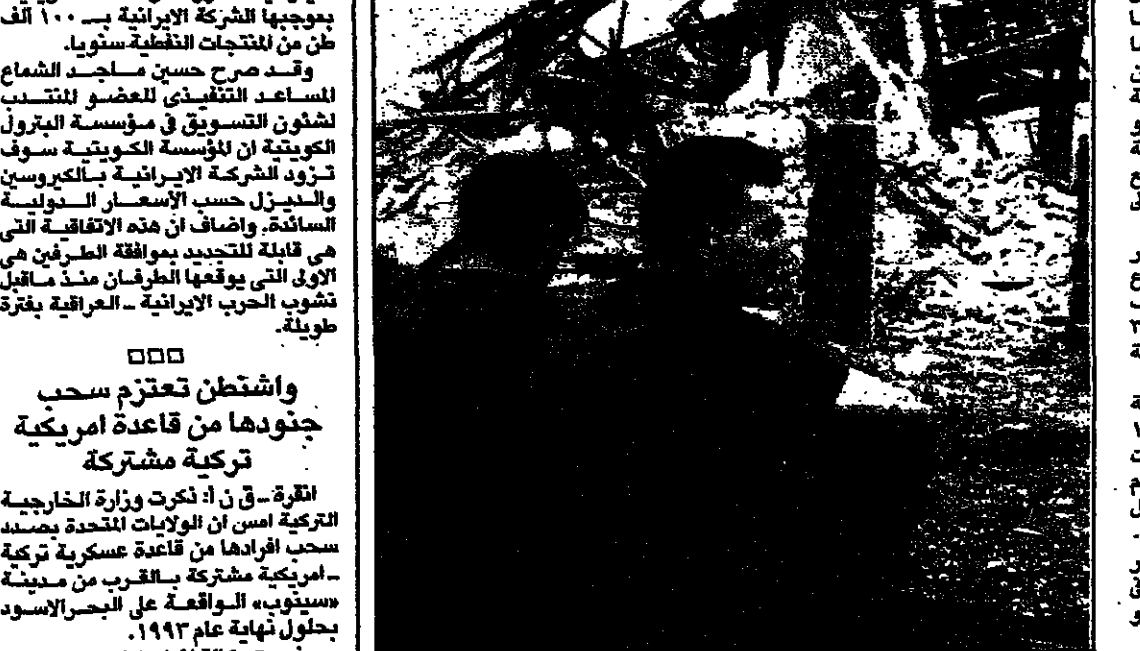 بموجبها الشركة الايرانية بـ ١٠٠ الف
طن من المنتجات النفطية سنويا.
وقد صرح حسين ماجد الشماع
المساعد التنفيذي للعضو المنتدب
لشئون التسويق في مؤسسة البترول
الكويتية ان المؤسسة الكويتية سوف
تزود الشركة الايرانية بالكيروسين
والديزل حسب الأسعار الدولية
السائدة. واضاف ان هذه الاتفاقية التي
هي قابلة للتجديد بموافقة الطرفين هي
الاولى التي يوقعها الطرفان منذ ماقبل
نشوب الحرب الايرانية - العراقية بفترة
طويلة.
واشنطن تعتزم سحب
جنودها من قاعدة امريكية
تركية مشتركة
انقرة - ق ن أ: ذكرت وزارة الخارجية
التركية امس ان الولايات المتحدة بصدد
سحب افرادها من قاعدة عسكرية تركية
- امريكية مشتركة بالقرب من مدينة
«سينوب» الواقعة على البحر الاسود
بحلول نهاية عام ١٩٩٣.